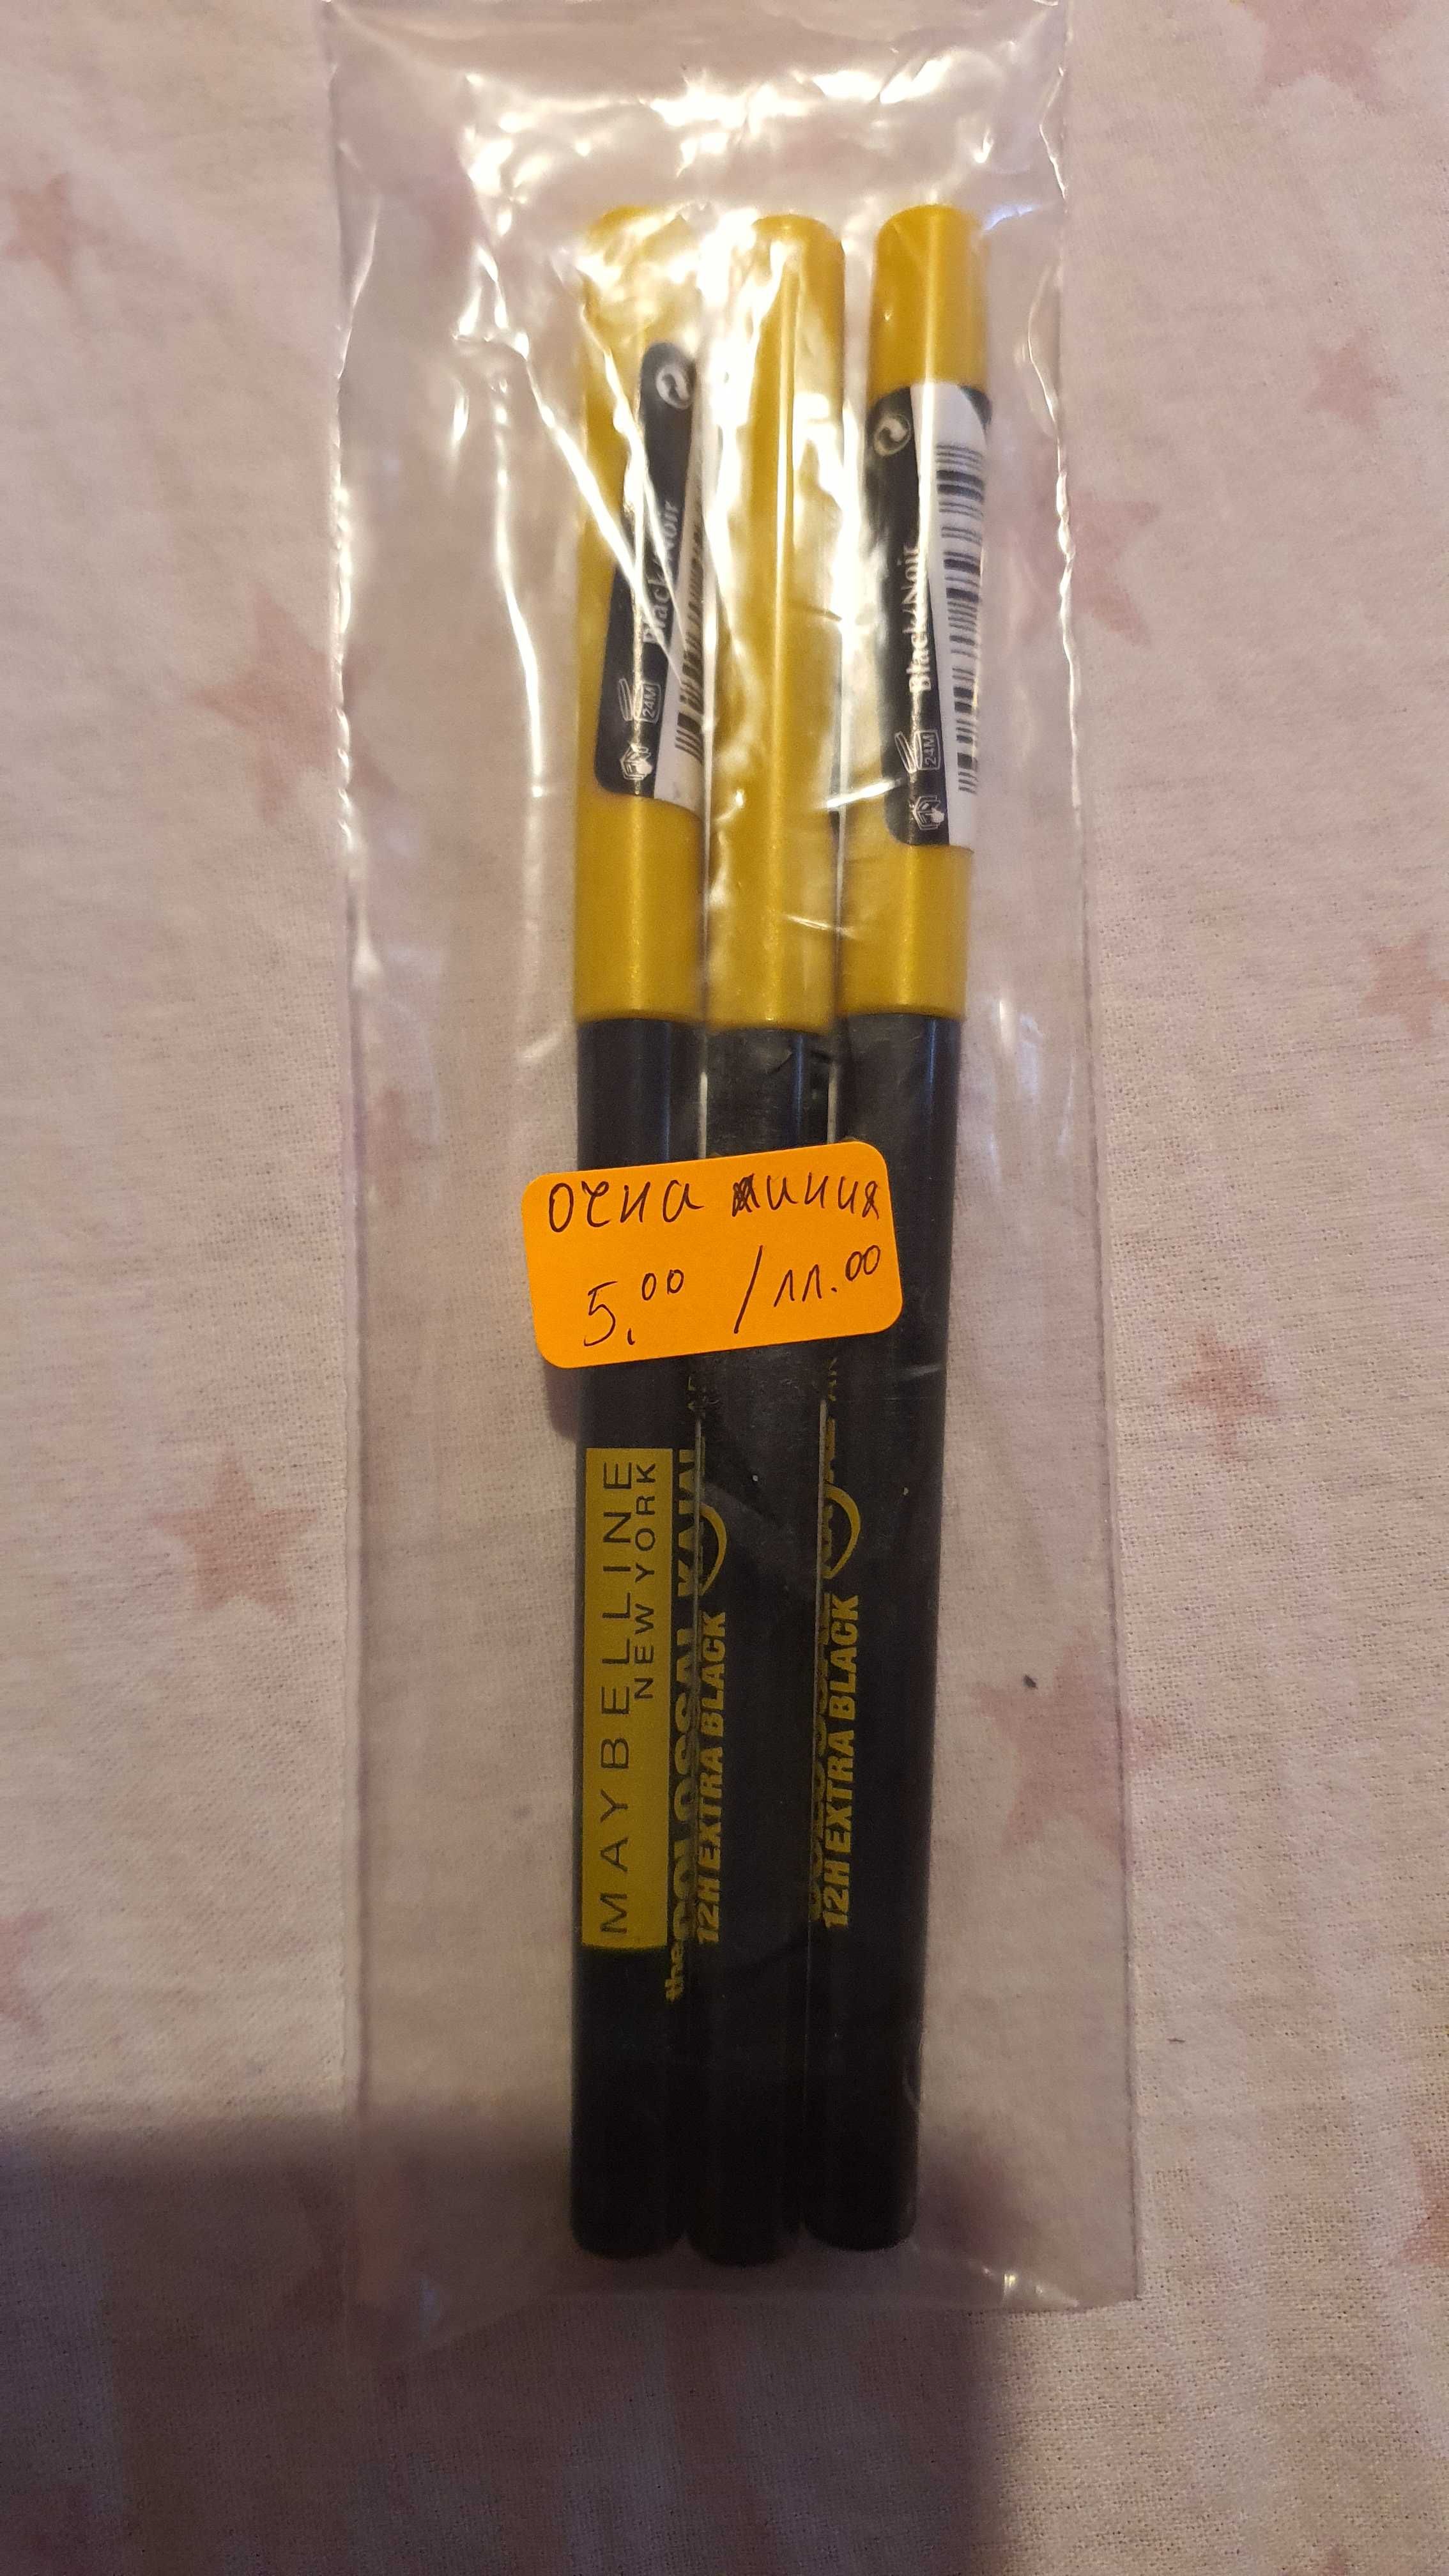 Black/Noir
24M
Black/Noir
24M
очна линия
5.00 / 11.00
MAYBELLINE
NEW YORK
the COLOSSAL KAJAL
12H EXTRA BLACK
12H EXTRA BLACK